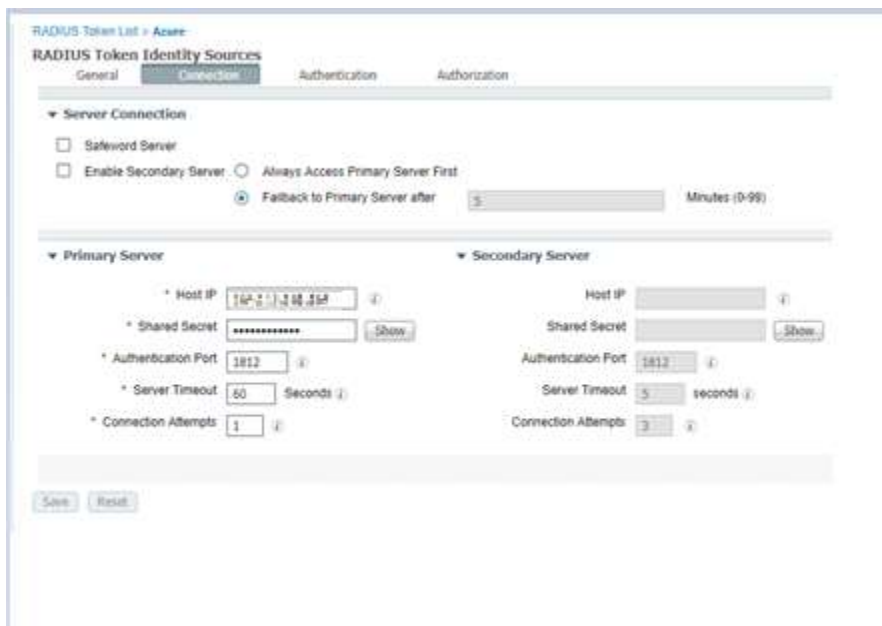 RADIUS Token List > Azure
RADIUS Token Identity Sources
General Connection Authentication Authorization
Server Connection
Safeword Server
Enable Secondary Server Always Access Primary Server First
Failback to Primary Server after 5 Minutes (0-99)
Primary Server Secondary Server
* Host IP Host IP
* Shared Secret •••••••••••• Show Shared Secret Show
* Authentication Port 1812 Authentication Port 1812
* Server Timeout 60 Seconds Server Timeout 5 seconds
* Connection Attempts 1 Connection Attempts 3
Save Reset